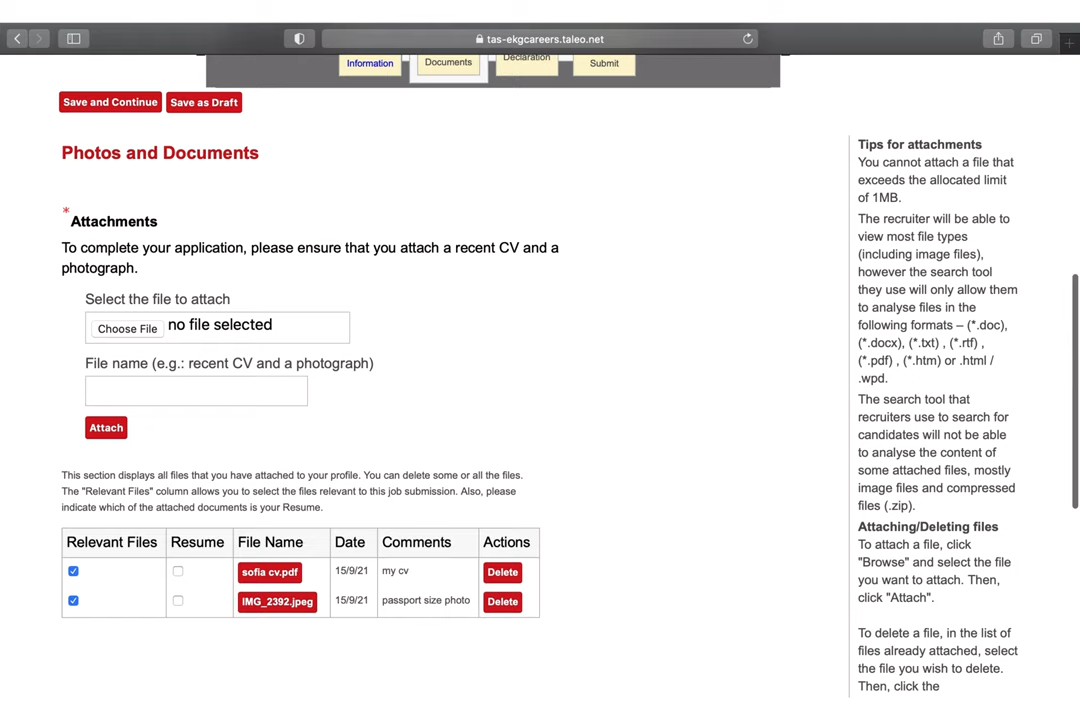 tas-ekgcareers.taleo.net
Information
Documents
Declaration
Submit
Save and Continue
Save as Draft
Photos and Documents
* Attachments
To complete your application, please ensure that you attach a recent CV and a
photograph.
Select the file to attach
Choose File no file selected
File name (e.g.: recent CV and a photograph)
Attach
This section displays all files that you have attached to your profile. You can delete some or all the files.
The "Relevant Files" column allows you to select the files relevant to this job submission. Also, please
indicate which of the attached documents is your Resume.
Relevant Files Resume File Name Date Comments Actions
sofia cv.pdf 15/9/21 my cv Delete
IMG_2392.jpeg 15/9/21 passport size photo Delete
Tips for attachments
You cannot attach a file that
exceeds the allocated limit
of 1MB.
The recruiter will be able to
view most file types
(including image files),
however the search tool
they use will only allow them
to analyse files in the
following formats – (*.doc),
(*.docx), (*.txt) , (*.rtf) ,
(*.pdf) , (*.htm) or .html /
.wpd.
The search tool that
recruiters use to search for
candidates will not be able
to analyse the content of
some attached files, mostly
image files and compressed
files (.zip).
Attaching/Deleting files
To attach a file, click
"Browse" and select the file
you want to attach. Then,
click "Attach".
To delete a file, in the list of
files already attached, select
the file you wish to delete.
Then, click the